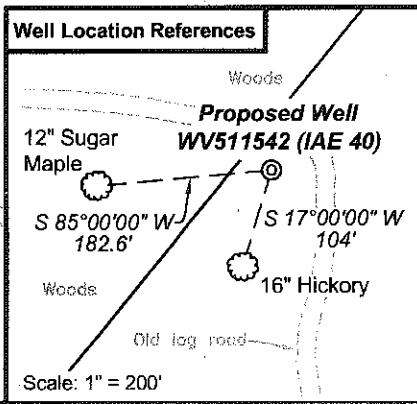 Well Location References
Woods
Proposed Well
WV511542 (IAE 40)
12" Sugar
Maple
S 85°00'00" W
182.6'
S 17°00'00" W
104'
16" Hickory
Woods
Old log road
Scale: 1" = 200'